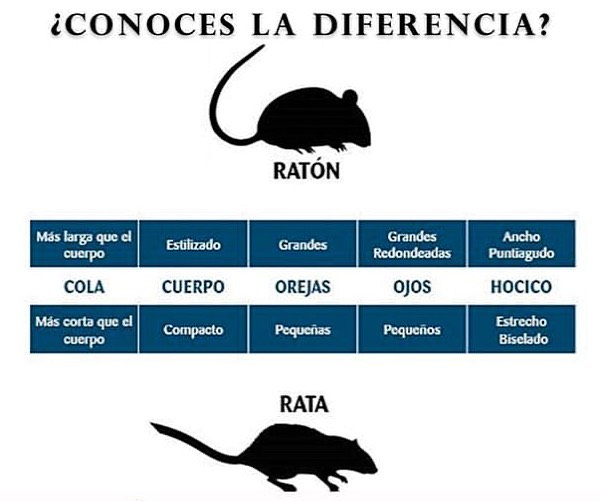 ¿CONOCES LA DIFERENCIA?
RATÓN
Más larga que el
cuerpo
Estilizado
Grandes
Grandes
Redondeadas
Ancho
Puntiagudo
COLA
CUERPO
OREJAS
OJOS
HOCICO
Más corta que el
cuerpo
Compacto
Pequeñas
Pequeños
Estrecho
Biselado
RATA